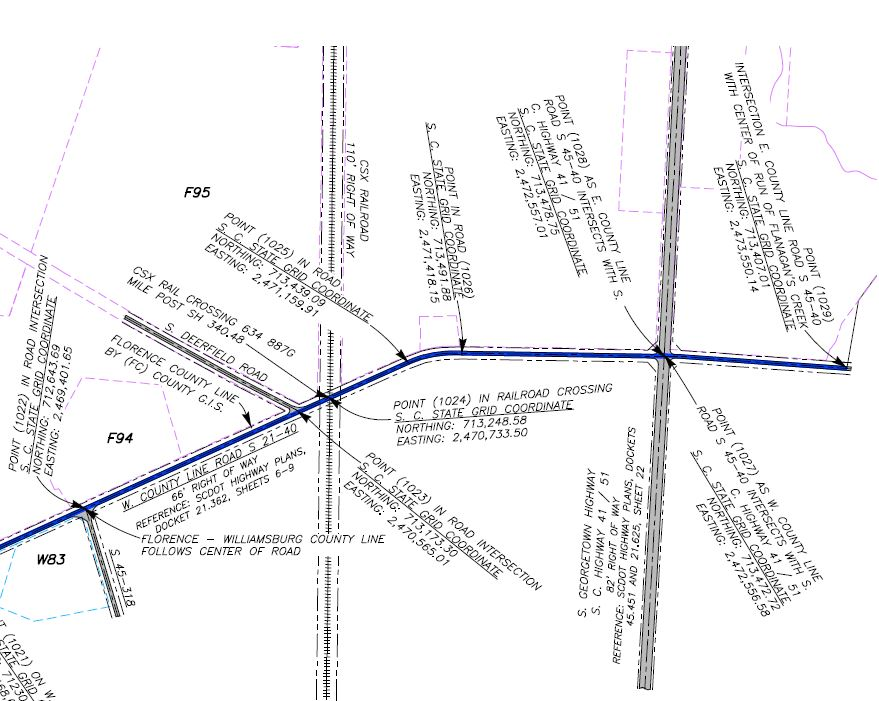 F95
CSX RAILROAD
110' RIGHT OF WAY
POINT (1025) IN ROAD
S. C. STATE GRID COORDINATE
NORTHING: 713,439.09
EASTING: 2,471,159.91
POINT IN ROAD (1026)
S. C. STATE GRID COORDINATE
NORTHING: 713,491.88
EASTING: 2,471,418.15
POINT (1028) AS E. COUNTY LINE
ROAD S 45-40 INTERSECTS WITH S.
C. HIGHWAY 41 / 51
S. C. STATE GRID COORDINATE
NORTHING: 713,478.75
EASTING: 2,472,557.01
POINT (1029)
INTERSECTION E. COUNTY LINE ROAD S 45-40
WITH CENTER OF RUN OF FLANAGAN'S CREEK
S. C. STATE GRID COORDINATE
NORTHING: 713,407.01
EASTING: 2,473,550.14
CSX RAIL CROSSING 634 887G
MILE POST SH 340.48
S. DEERFIELD ROAD
FLORENCE COUNTY LINE
BY (FC) COUNTY G.I.S.
POINT (1022) IN ROAD INTERSECTION
S. C. STATE GRID COORDINATE
NORTHING: 712,643.69
EASTING: 2,469,401.65
F94
W. COUNTY LINE ROAD S 21-40
66' RIGHT OF WAY
REFERENCE: SCDOT HIGHWAY PLANS,
DOCKET 21.362, SHEETS 6-9
POINT (1024) IN RAILROAD CROSSING
S. C. STATE GRID COORDINATE
NORTHING: 713,248.58
EASTING: 2,470,733.50
POINT (1023) IN ROAD INTERSECTION
S. C. STATE GRID COORDINATE
NORTHING: 713,173.30
EASTING: 2,470,565.01
POINT (1027) AS W. COUNTY LINE
ROAD S 45-40 INTERSECTS WITH S.
C. HIGHWAY 41 / 51
S. C. STATE GRID COORDINATE
NORTHING: 713,472.72
EASTING: 2,472,556.58
S. GEORGETOWN HIGHWAY
S. C. HIGHWAY 41 / 51
82' RIGHT OF WAY
REFERENCE: SCDOT HIGHWAY PLANS, DOCKETS
45.451 AND 21.625, SHEET 22
FLORENCE - WILLIAMSBURG COUNTY LINE
FOLLOWS CENTER OF ROAD
W83
S 45-318
(1021) ON W.
STATE GRID